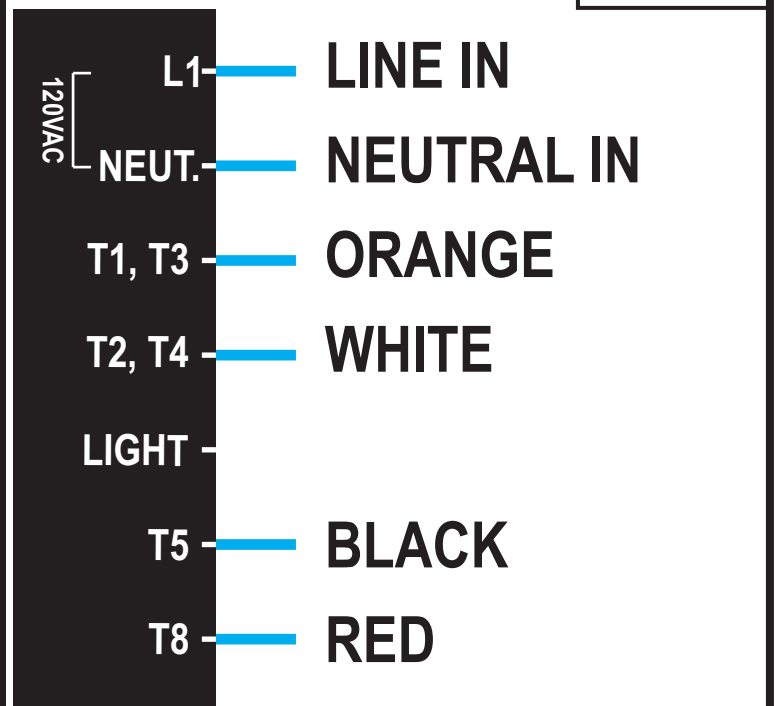 L1 LINE IN
120VAC
NEUT. NEUTRAL IN
T1, T3 ORANGE
T2, T4 WHITE
LIGHT
T5 BLACK
T8 RED